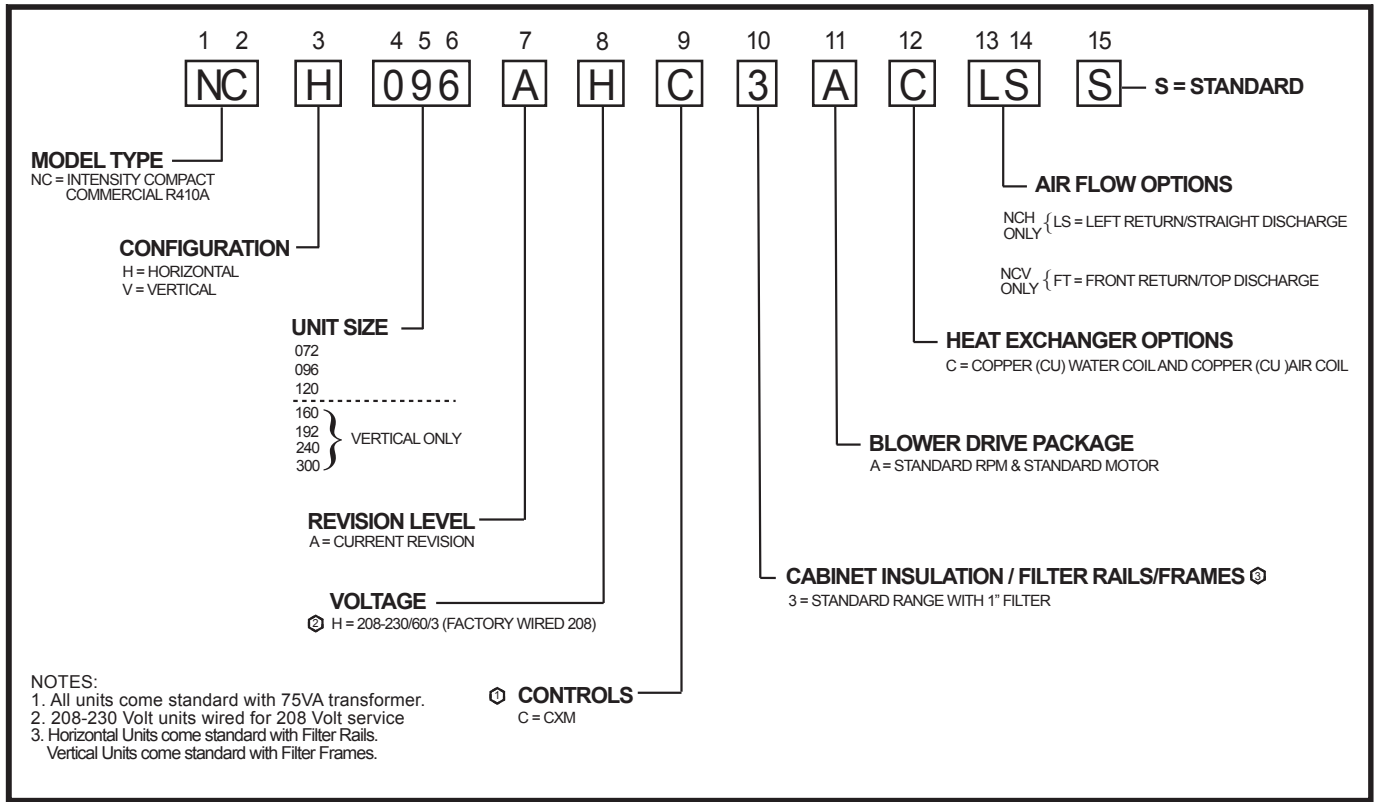 1 2 3 4 5 6 7 8 9 10 11 12 13 14 15
NC H 096 A H C 3 A C LS S S = STANDARD
MODEL TYPE
NC = INTENSITY COMPACT
COMMERCIAL R410A
AIR FLOW OPTIONS
NCH ONLY { LS = LEFT RETURN/STRAIGHT DISCHARGE
NCV ONLY { FT = FRONT RETURN/TOP DISCHARGE
CONFIGURATION
H = HORIZONTAL
V = VERTICAL
UNIT SIZE
072
096
120
160
192
240
300
} VERTICAL ONLY
HEAT EXCHANGER OPTIONS
C = COPPER (CU) WATER COIL AND COPPER (CU )AIR COIL
BLOWER DRIVE PACKAGE
A = STANDARD RPM & STANDARD MOTOR
REVISION LEVEL
A = CURRENT REVISION
CABINET INSULATION / FILTER RAILS/FRAMES 3
3 = STANDARD RANGE WITH 1” FILTER
VOLTAGE
2 H = 208-230/60/3 (FACTORY WIRED 208)
1 CONTROLS
C = CXM
NOTES:
1. All units come standard with 75VA transformer.
2. 208-230 Volt units wired for 208 Volt service
3. Horizontal Units come standard with Filter Rails.
Vertical Units come standard with Filter Frames.